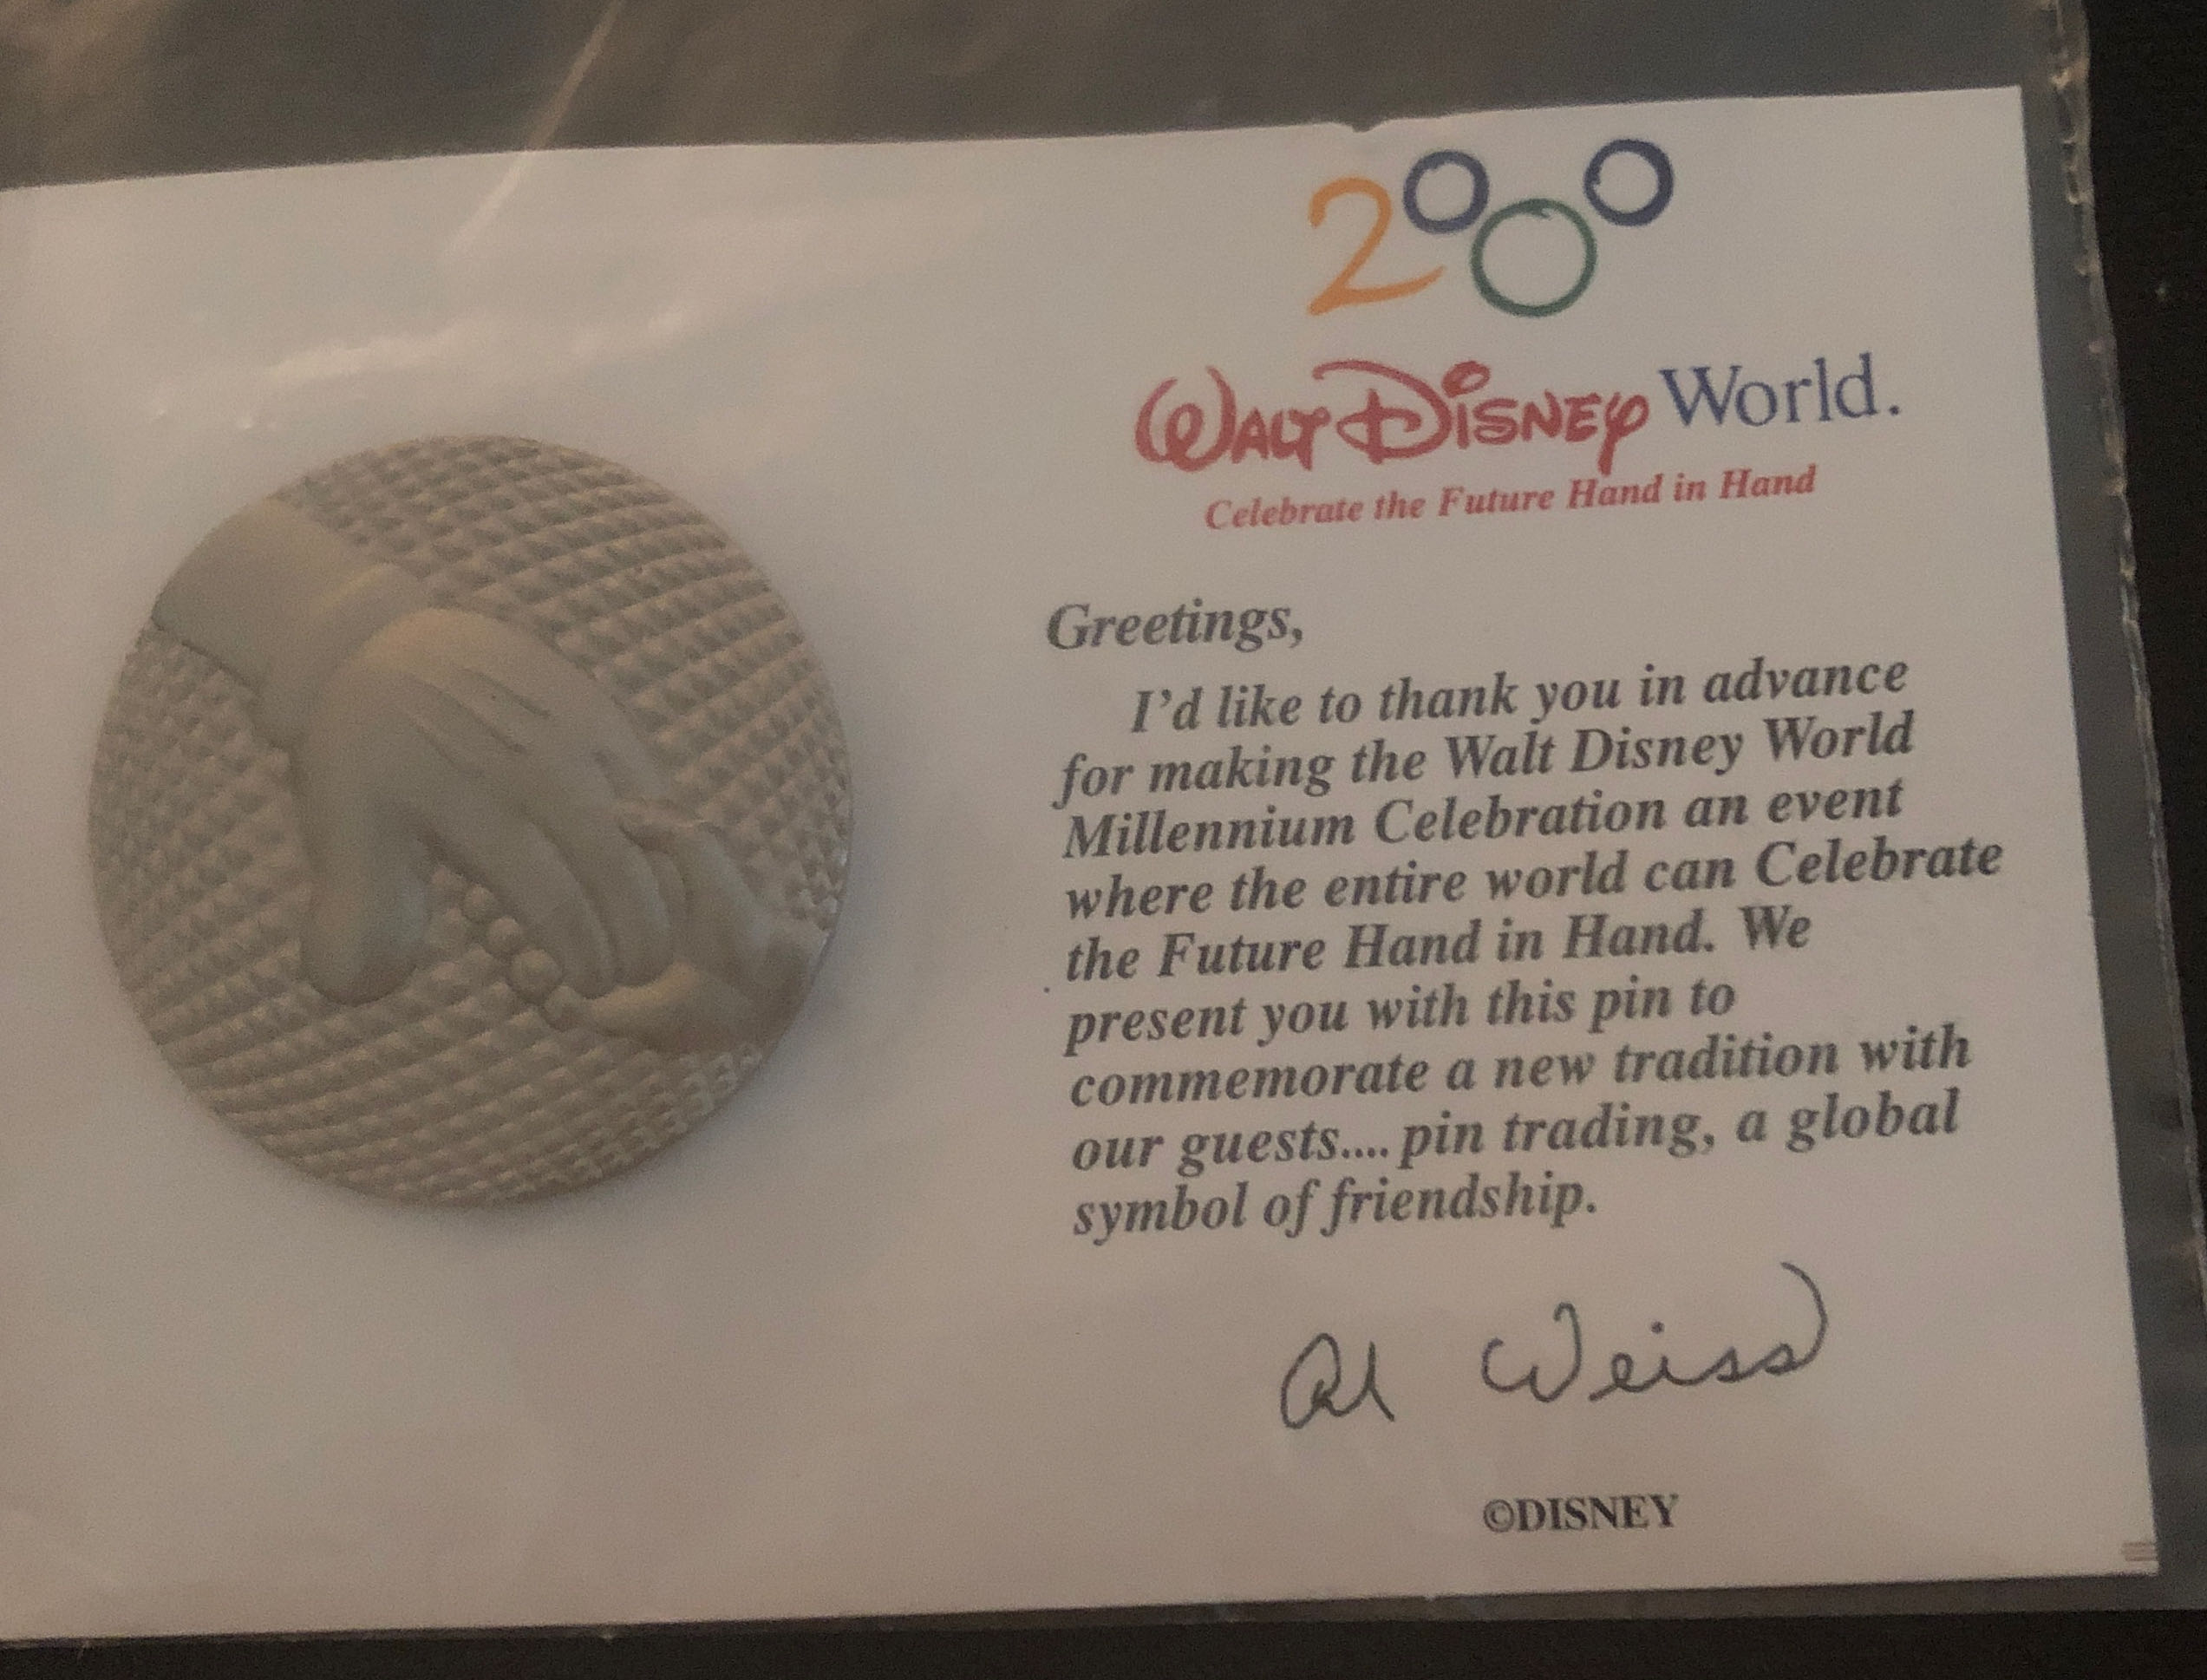 2000
Walt Disney World.
Celebrate the Future Hand in Hand
Greetings,
I'd like to thank you in advance
for making the Walt Disney World
Millennium Celebration an event
where the entire world can Celebrate
the Future Hand in Hand. We
present you with this pin to
commemorate a new tradition with
our guests.... pin trading, a global
symbol of friendship.
Al Weiss
©DISNEY